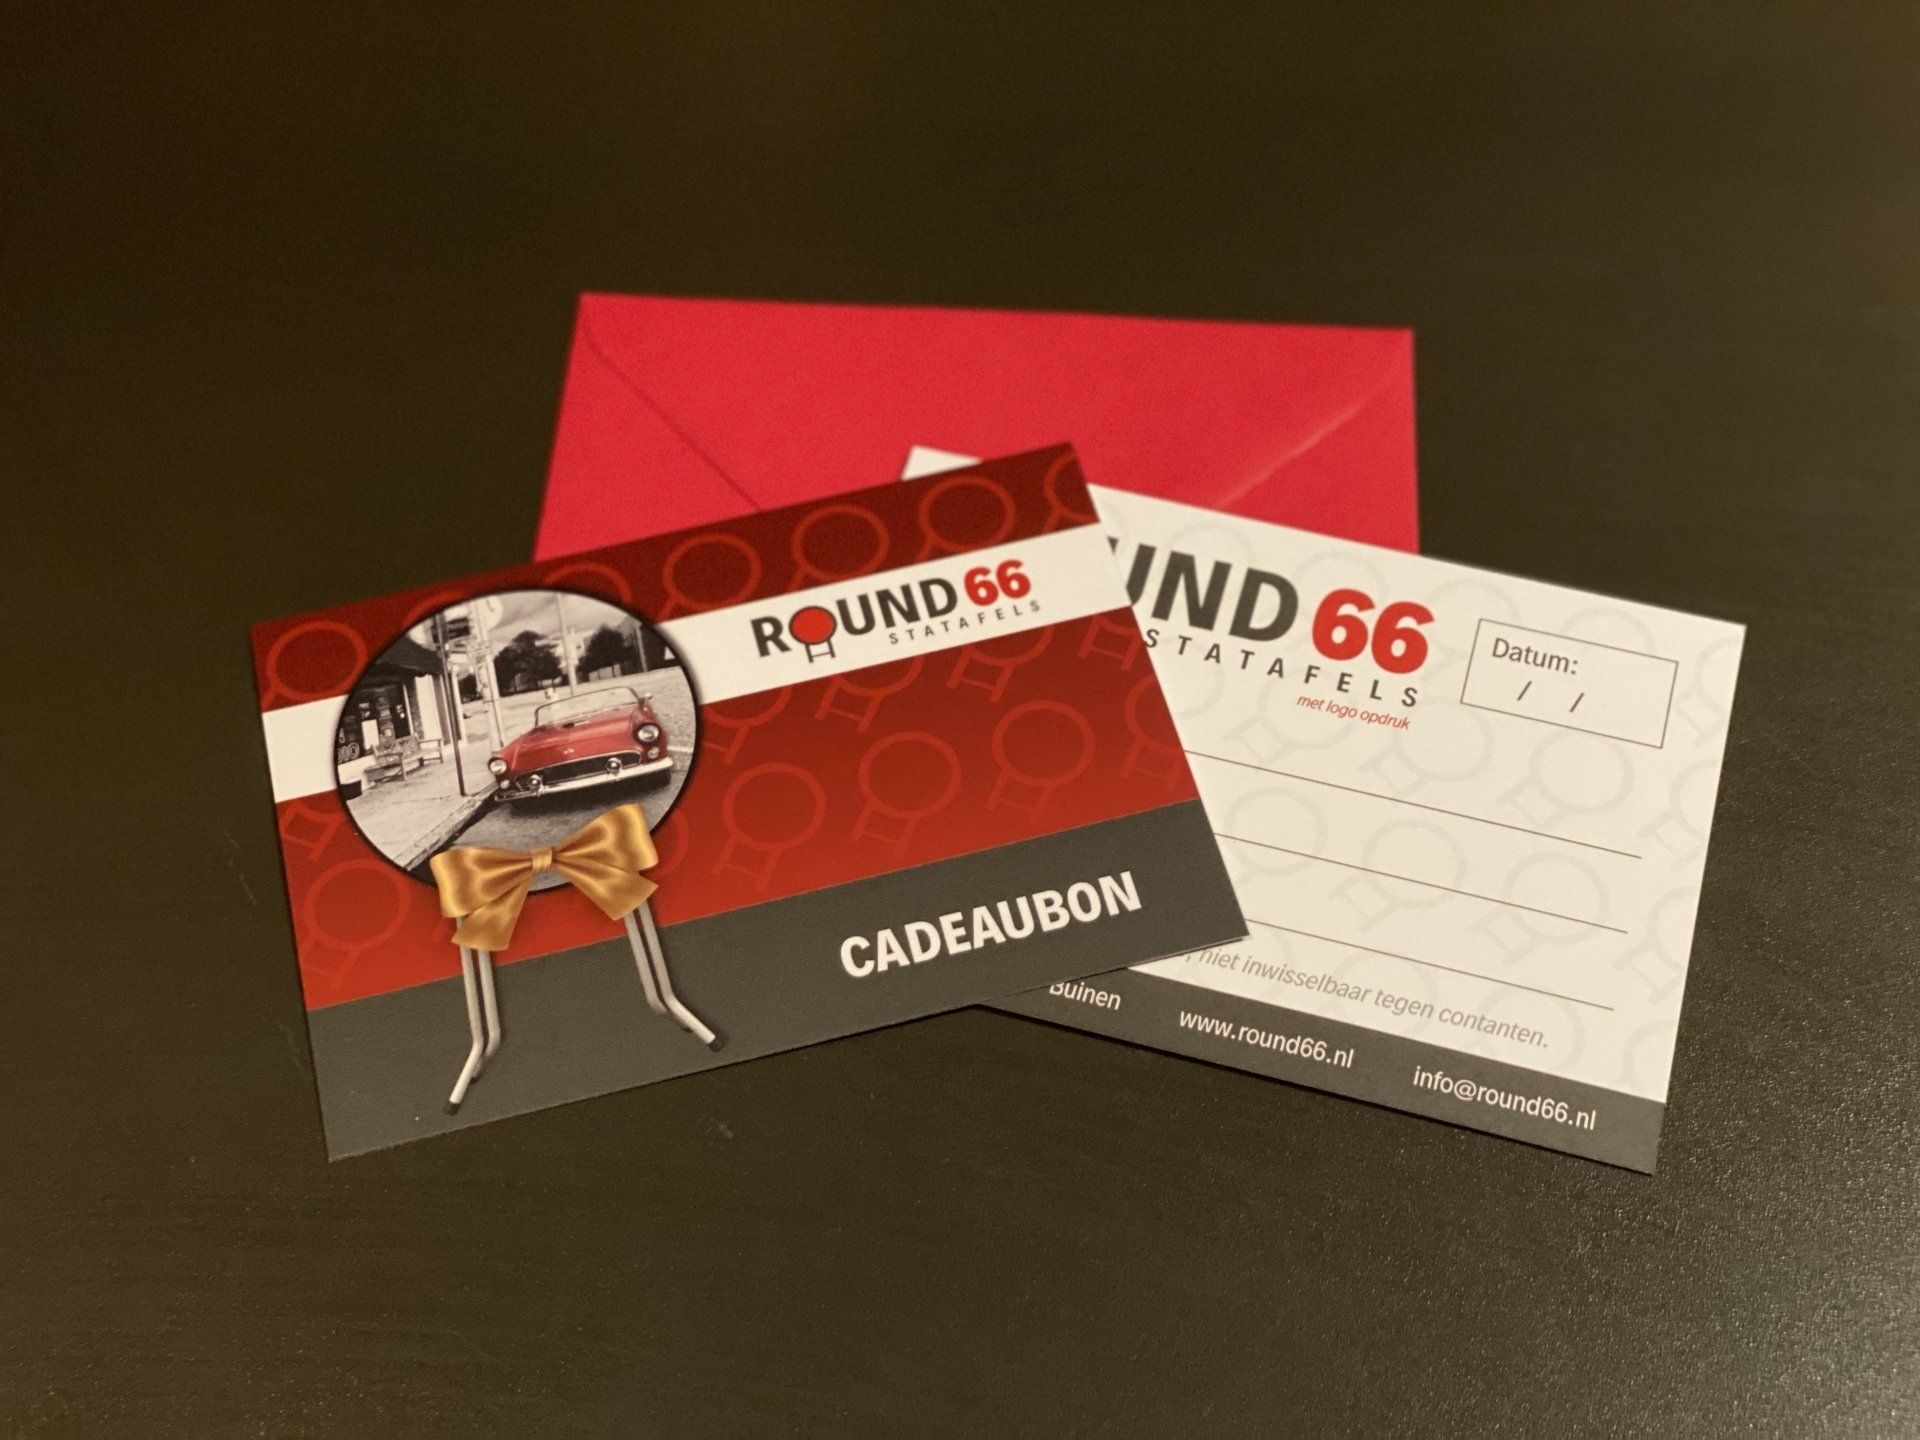 ROUND 66
STATAFELS
CADEAUBON
UND 66
STATAFELS
met logo opdruk
Datum:
/ /
, niet inwisselbaar tegen contanten.
Buinen www.round66.nl info@round66.nl